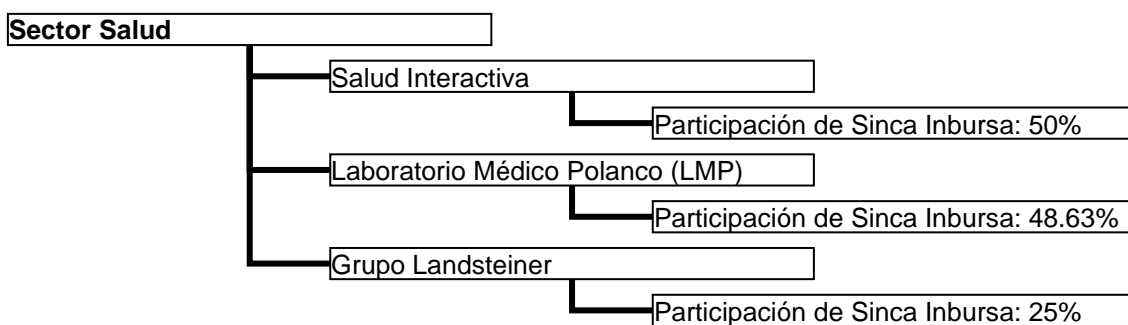 Sector Salud
Salud Interactiva
Participación de Sinca Inbursa: 50%
Laboratorio Médico Polanco (LMP)
Participación de Sinca Inbursa: 48.63%
Grupo Landsteiner
Participación de Sinca Inbursa: 25%